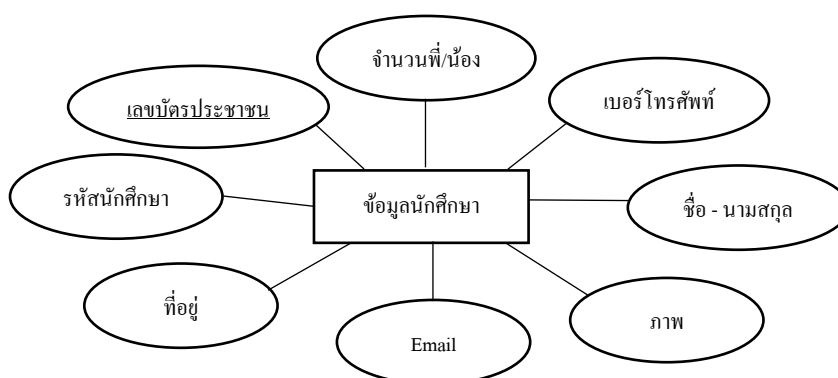 จำนวนพี่/น้อง
เลขบัตรประชาชน
เบอร์โทรศัพท์
รหัสนักศึกษา
ข้อมูลนักศึกษา
ชื่อ - นามสกุล
ที่อยู่
Email
ภาพ